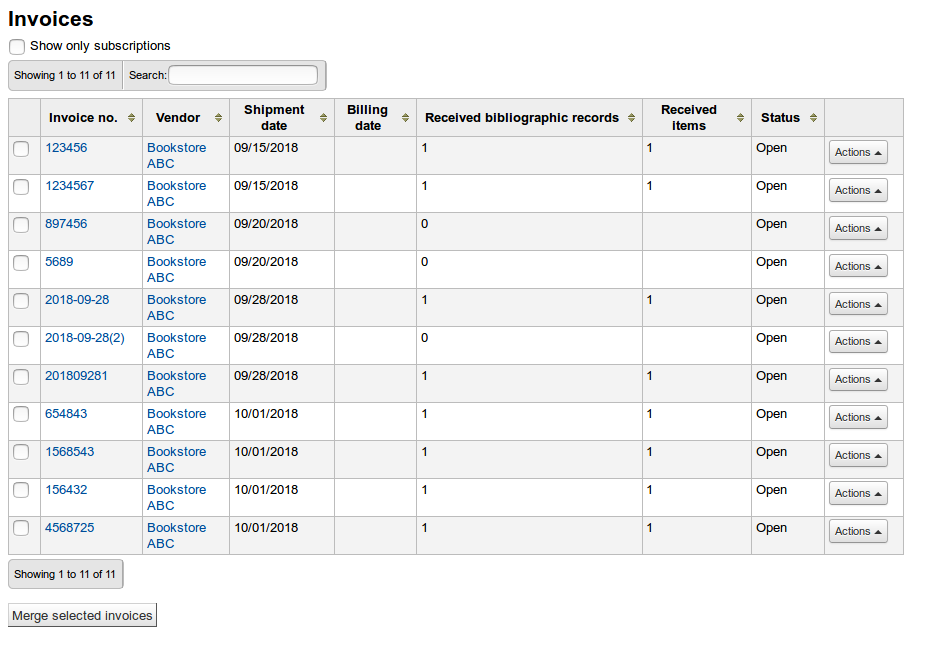 Invoices
Show only subscriptions
Showing 1 to 11 of 11 Search:
Invoice no. Vendor Shipment date Billing date Received bibliographic records Received items Status
123456 Bookstore ABC 09/15/2018 1 1 Open Actions
1234567 Bookstore ABC 09/15/2018 1 1 Open Actions
897456 Bookstore ABC 09/20/2018 0 Open Actions
5689 Bookstore ABC 09/20/2018 0 Open Actions
2018-09-28 Bookstore ABC 09/28/2018 1 1 Open Actions
2018-09-28(2) Bookstore ABC 09/28/2018 0 Open Actions
201809281 Bookstore ABC 09/28/2018 1 1 Open Actions
654843 Bookstore ABC 10/01/2018 1 1 Open Actions
1568543 Bookstore ABC 10/01/2018 1 1 Open Actions
156432 Bookstore ABC 10/01/2018 1 1 Open Actions
4568725 Bookstore ABC 10/01/2018 1 1 Open Actions
Showing 1 to 11 of 11
Merge selected invoices